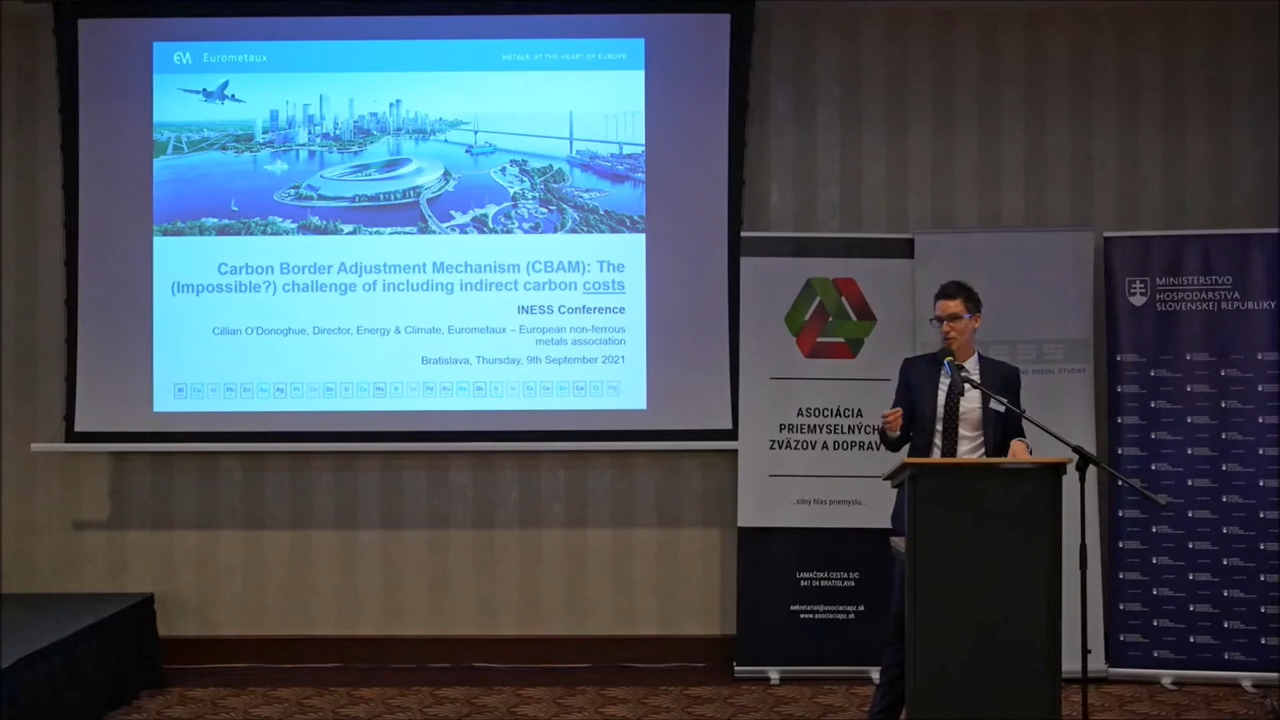 Eurometaux
METALS: AT THE HEART OF EUROPE
Carbon Border Adjustment Mechanism (CBAM): The
(Impossible?) challenge of including indirect carbon costs
INESS Conference
Cillian O'Donoghue, Director, Energy & Climate, Eurometaux – European non-ferrous
metals association
Bratislava, Thursday, 9th September 2021
ASOCIÁCIA
PRIEMYSELNÝCH
ZVÄZOV A DOPRAV
...silný hlas priemyslu...
LAMAČSKÁ CESTA 3/C
841 04 BRATISLAVA
sekretariat@asociaciapz.sk
www.asociaciapz.sk
ND SOCIAL STUDIES
MINISTERSTVO
HOSPODÁRSTVA
SLOVENSKEJ REPUBLIKY